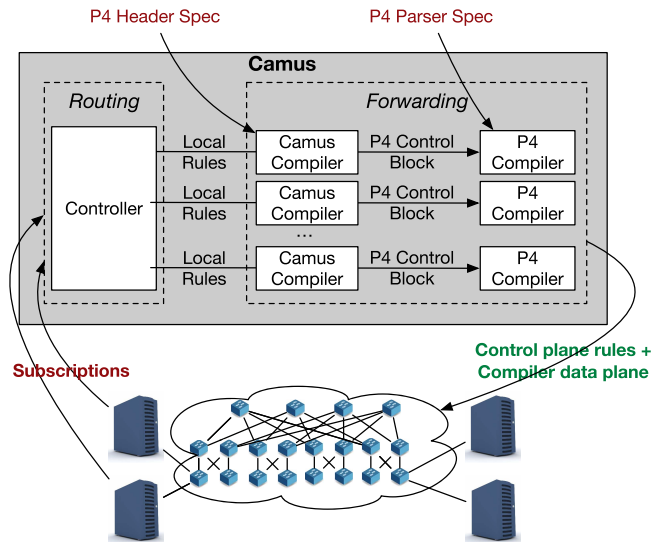 P4 Header Spec
P4 Parser Spec
Camus
Routing
Forwarding
Controller
Local
Rules
Camus
Compiler
P4 Control
Block
P4
Compiler
Local
Rules
Camus
Compiler
P4 Control
Block
P4
Compiler
...
Local
Rules
Camus
Compiler
P4 Control
Block
P4
Compiler
Subscriptions
Control plane rules +
Compiler data plane